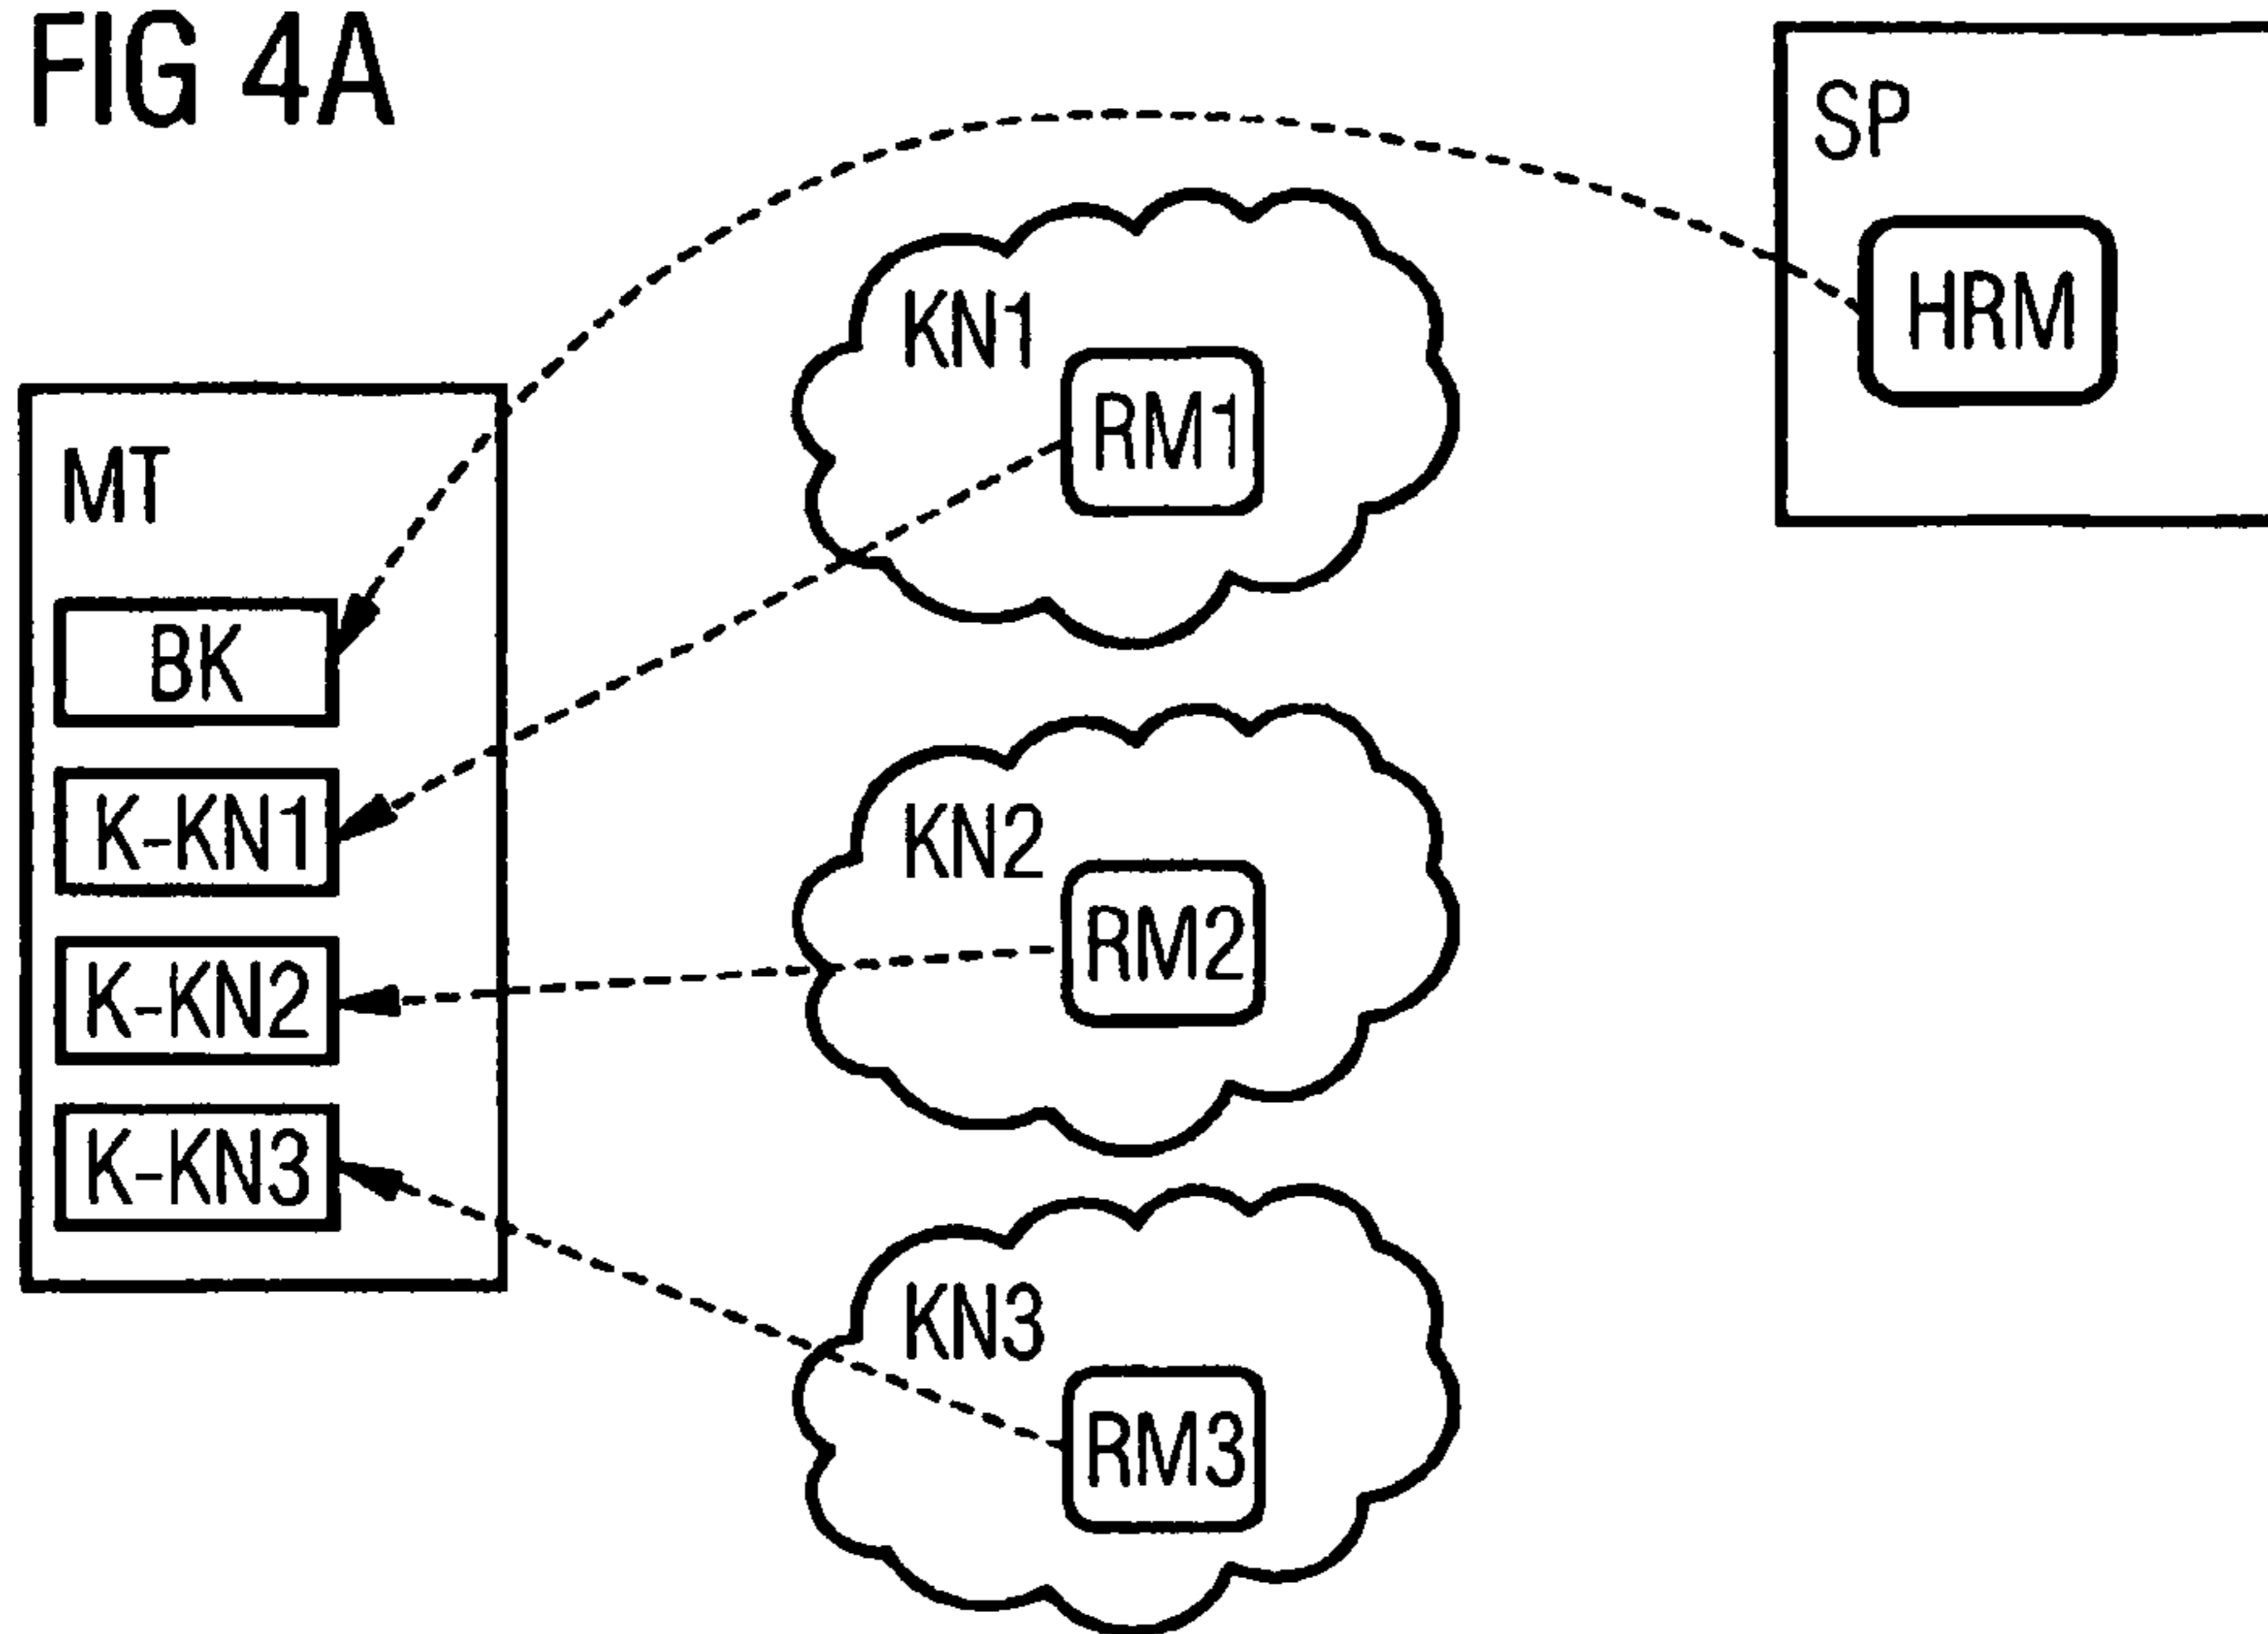 FIG 4A
SP
HRM
KN1
RM1
MT
BK
K-KN1
K-KN2
K-KN3
KN2
RM2
KN3
RM3